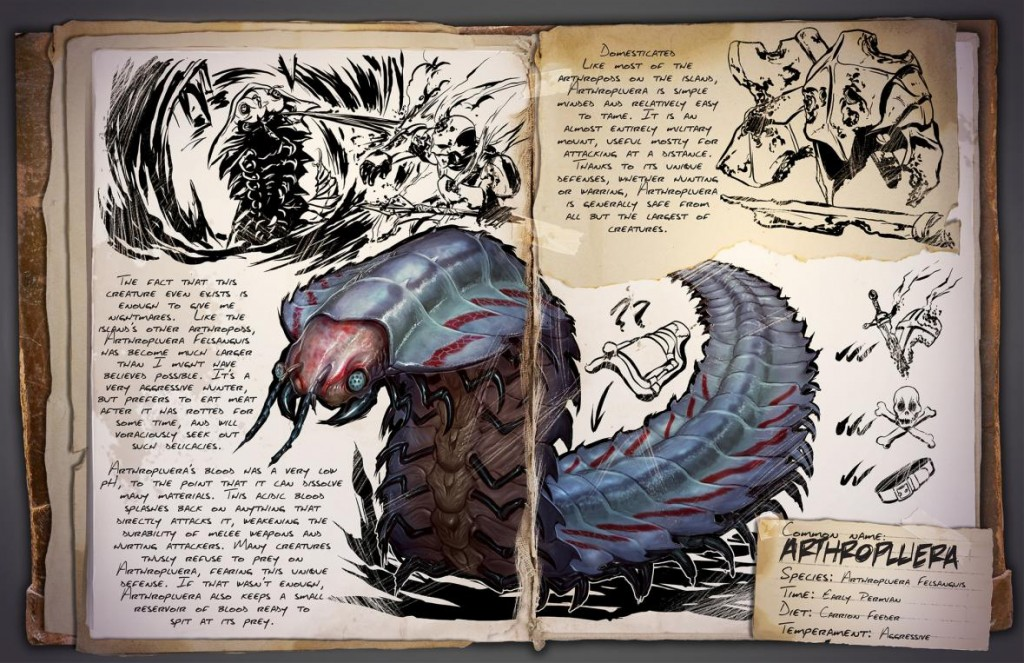 Domesticated
Like most of the
arthropods on the island,
Arthropluera is simple
minded and relatively easy
to tame. It is an
almost entirely military
mount, useful mostly for
attacking at a distance.
Thanks to its unique
defenses, whether hunting
or warring, Arthropluera
is generally safe from
all but the largest of
creatures.
The fact that this
creature even exists is
enough to give me
nightmares. Like the
island's other arthropods,
Arthropluera Felsanguis
has become much larger
than I might have
believed possible. It's a
very aggressive hunter,
but prefers to eat meat
after it has rotted for
some time, and will
voraciously seek out
such delicacies.
Arthropluera's blood has a very low
pH, to the point that it can dissolve
many materials. This acidic blood
splashes back on anything that
directly attacks it, weakening the
durability of melee weapons and
hurting attackers. Many creatures
thusly refuse to prey on
Arthropluera, fearing this unique
defense. If that wasn't enough,
Arthropluera also keeps a small
reservoir of blood ready to
spit at its prey.
??
Common name:
Arthropluera
Species: Arthropluera Felsanguis
Time: Early Permian
Diet: Carrion Feeder
Temperament: Aggressive